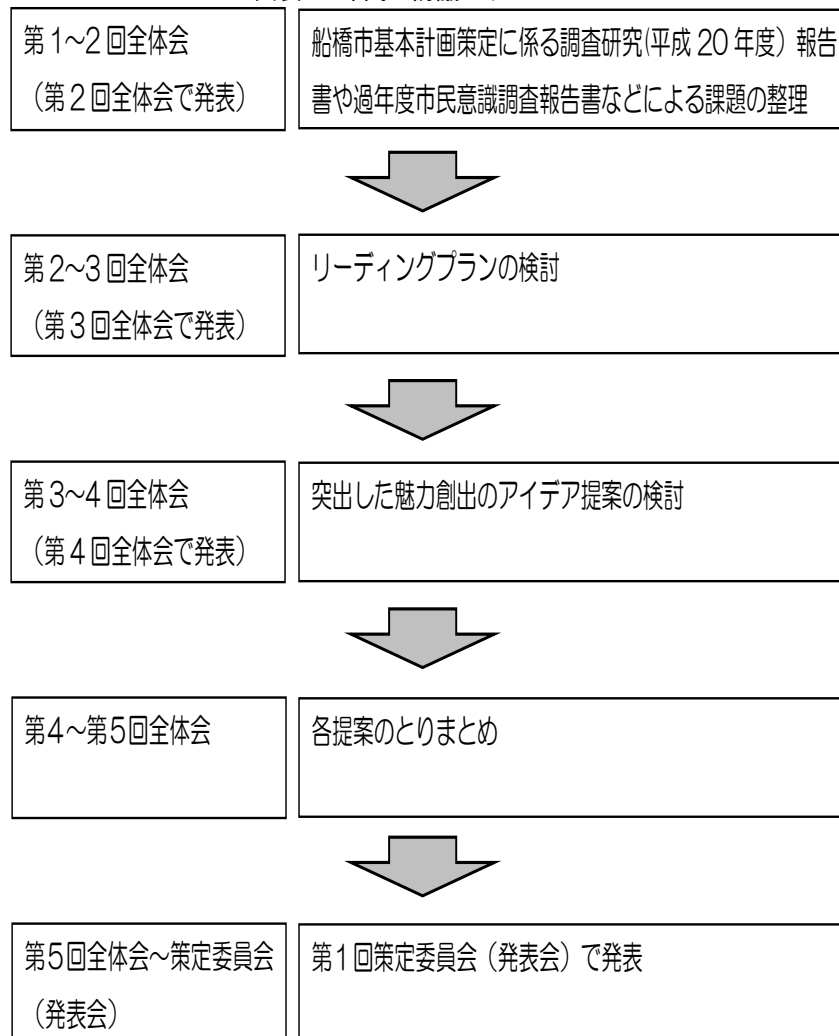 第1~2回全体会
(第2回全体会で発表)
船橋市基本計画策定に係る調査研究(平成20年度)報告
書や過年度市民意識調査報告書などによる課題の整理
第2~3回全体会
(第3回全体会で発表)
リーディングプランの検討
第3~4回全体会
(第4回全体会で発表)
突出した魅力創出のアイデア提案の検討
第4~第5回全体会
各提案のとりまとめ
第5回全体会~策定委員会
(発表会)
第1回策定委員会(発表会)で発表